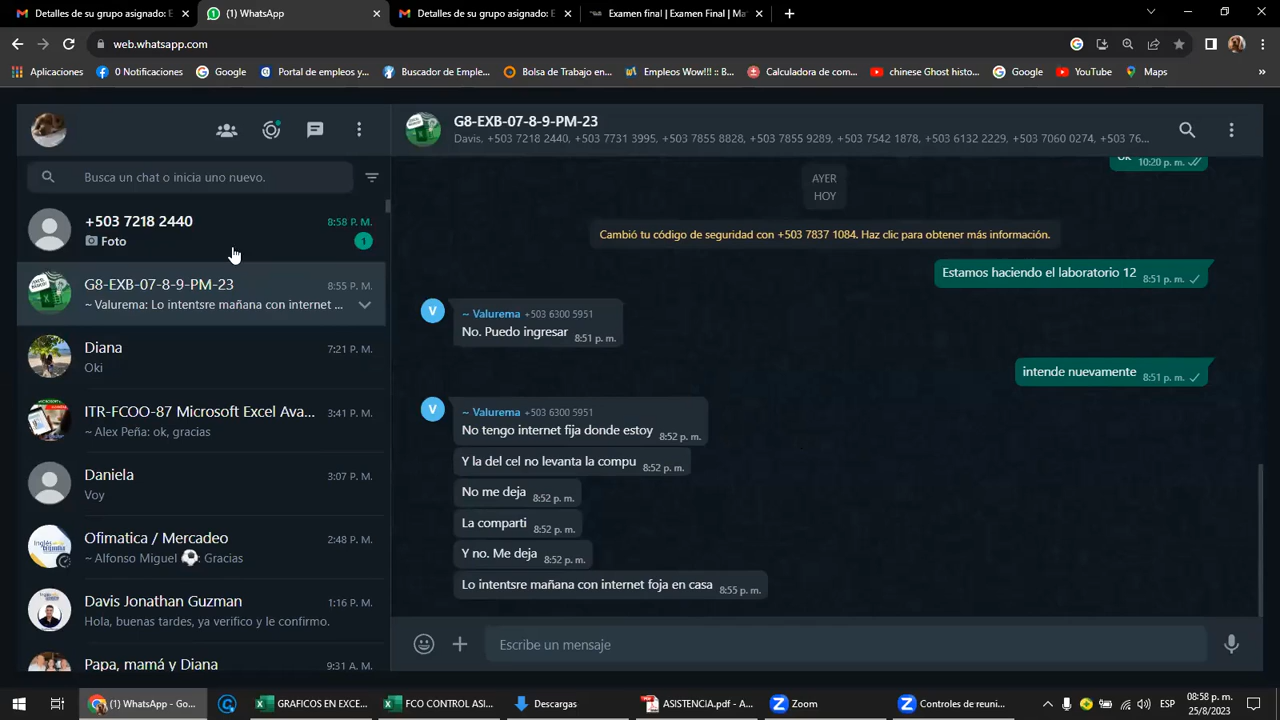 Detalles de su grupo asignado: E
(1) WhatsApp
Detalles de su grupo asignado: E
Examen final | Examen Final | Ma
web.whatsapp.com
Aplicaciones
0 Notificaciones
Google
Portal de empleos y...
Buscador de Emple...
Bolsa de Trabajo en...
Empleos Wow!!! :: B...
Calculadora de com...
chinese Ghost histo...
Google
YouTube
Maps
Busca un chat o inicia uno nuevo.
+503 7218 2440
8:58 P. M.
Foto
1
G8-EXB-07-8-9-PM-23
8:55 P. M.
~ Valurema: Lo intentsre mañana con internet ...
Diana
7:21 P. M.
Oki
ITR-FCOO-87 Microsoft Excel Ava...
3:41 P. M.
~ Alex Peña: ok, gracias
Daniela
3:07 P. M.
Voy
Ofimatica / Mercadeo
2:48 P. M.
~ Alfonso Miguel ⚽: Gracias
Davis Jonathan Guzman
1:16 P. M.
Hola, buenas tardes, ya verifico y le confirmo.
Papa, mamá y Diana
9:31 A. M.
G8-EXB-07-8-9-PM-23
Davis, +503 7218 2440, +503 7731 3995, +503 7855 8828, +503 7855 9289, +503 7542 1878, +503 6132 2229, +503 7060 0274, +503 76...
Ok
10:20 p. m.
AYER
HOY
Cambió tu código de seguridad con +503 7837 1084. Haz clic para obtener más información.
Estamos haciendo el laboratorio 12
8:51 p. m.
V
~ Valurema +503 6300 5951
No. Puedo ingresar
8:51 p. m.
intende nuevamente
8:51 p. m.
V
~ Valurema +503 6300 5951
No tengo internet fija donde estoy
8:52 p. m.
Y la del cel no levanta la compu
8:52 p. m.
No me deja
8:52 p. m.
La comparti
8:52 p. m.
Y no. Me deja
8:52 p. m.
Lo intentsre mañana con internet foja en casa
8:55 p. m.
Escribe un mensaje
(1) WhatsApp - Go...
GRAFICOS EN EXCE...
FCO CONTROL ASI...
Descargas
ASISTENCIA.pdf - A...
Zoom
Controles de reuni...
ESP
08:58 p. m.
25/8/2023